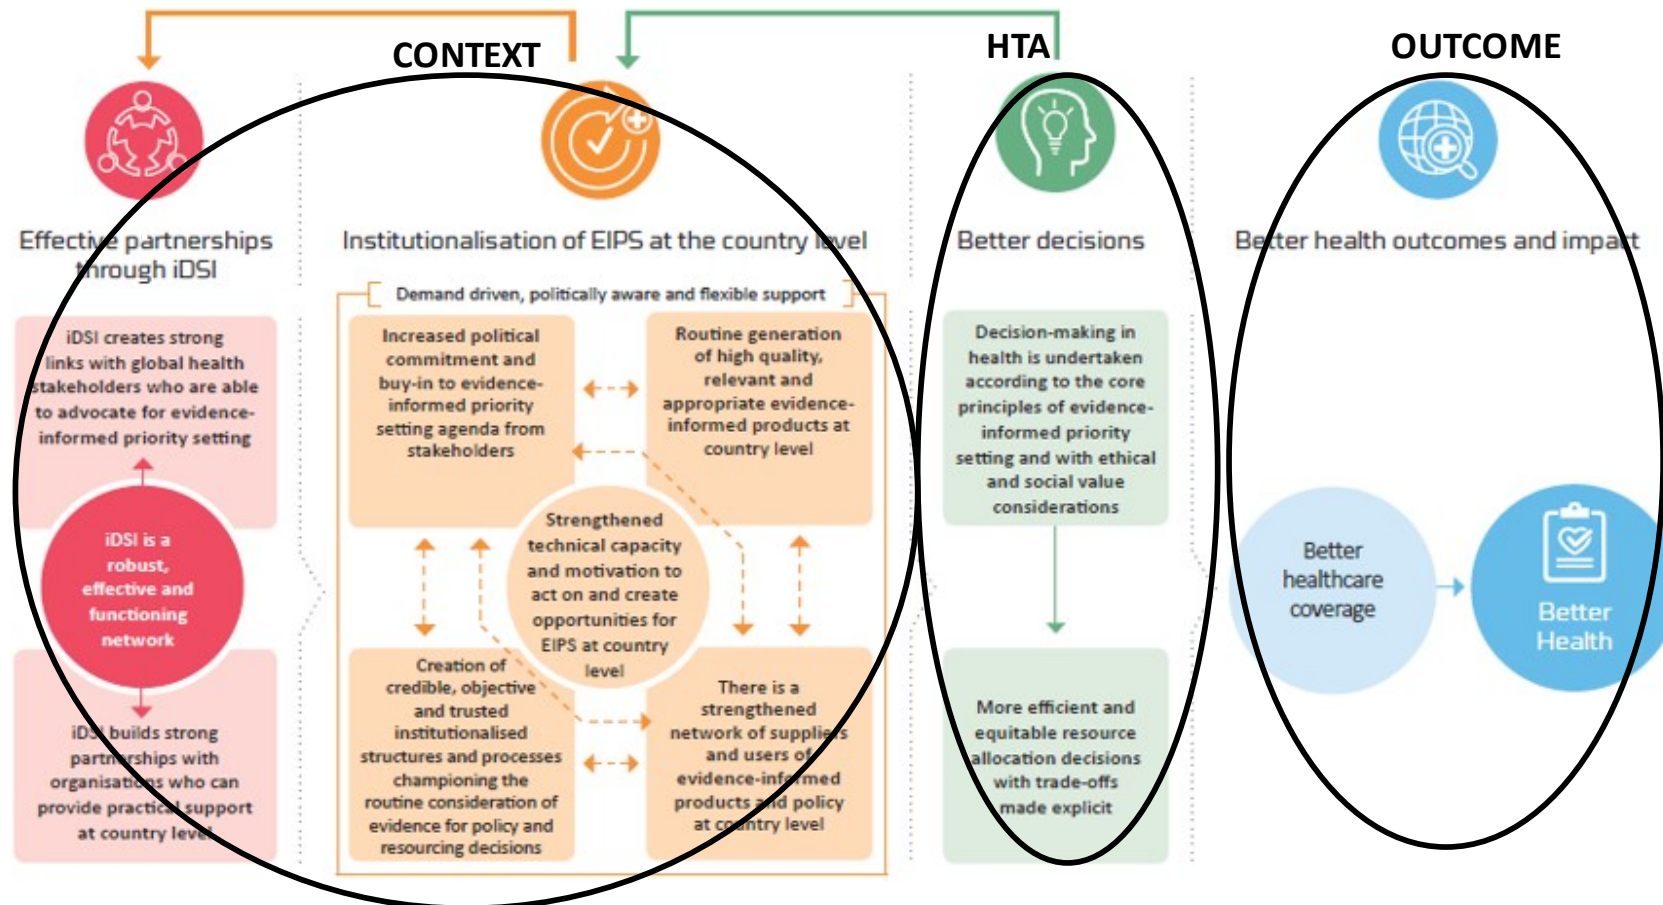 CONTEXT
HTA
OUTCOME
Effective partnerships
through iDSI
iDSI creates strong
links with global health
stakeholders who are able
to advocate for evidence-
informed priority setting
iDSI is a
robust,
effective and
functioning
network
iDSI builds strong
partnerships with
organisations who can
provide practical support
at country level
Institutionalisation of EIPS at the country level
Demand driven, politically aware and flexible support
Increased political
commitment and
buy-in to evidence-
informed priority
setting agenda from
stakeholders
Routine generation
of high quality,
relevant and
appropriate evidence-
informed products at
country level
Strengthened
technical capacity
and motivation to
act on and create
opportunities for
EIPS at country
level
Creation of
credible, objective
and trusted
institutionalised
structures and processes
championing the
routine consideration of
evidence for policy and
resourcing decisions
There is a
strengthened
network of suppliers
and users of
evidence-informed
products and policy
at country level
Better decisions
Decision-making in
health is undertaken
according to the core
principles of evidence-
informed priority
setting and with ethical
and social value
considerations
More efficient and
equitable resource
allocation decisions
with trade-offs
made explicit
Better health outcomes and impact
Better
healthcare
coverage
Better
Health